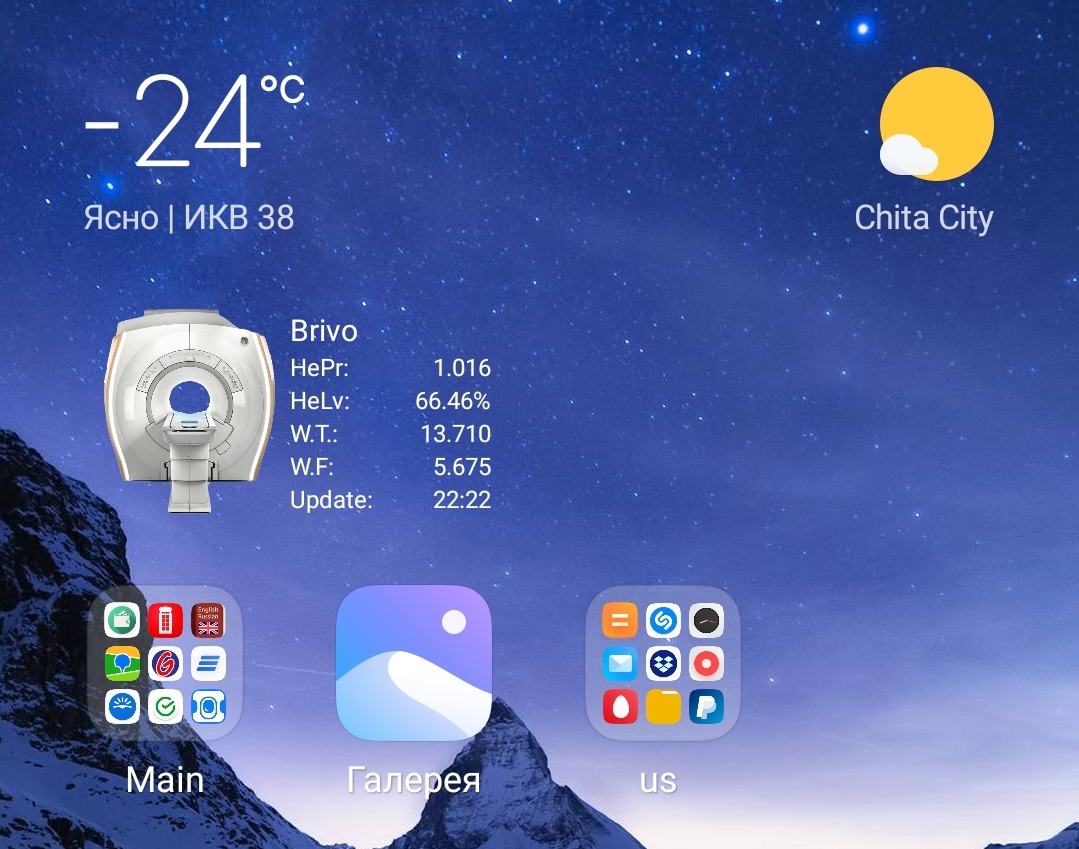 -24°C
Ясно | ИКВ 38
Chita City
Brivo
HePr: 1.016
HeLv: 66.46%
W.T.: 13.710
W.F: 5.675
Update: 22:22
English
Russian
Main
Галерея
us